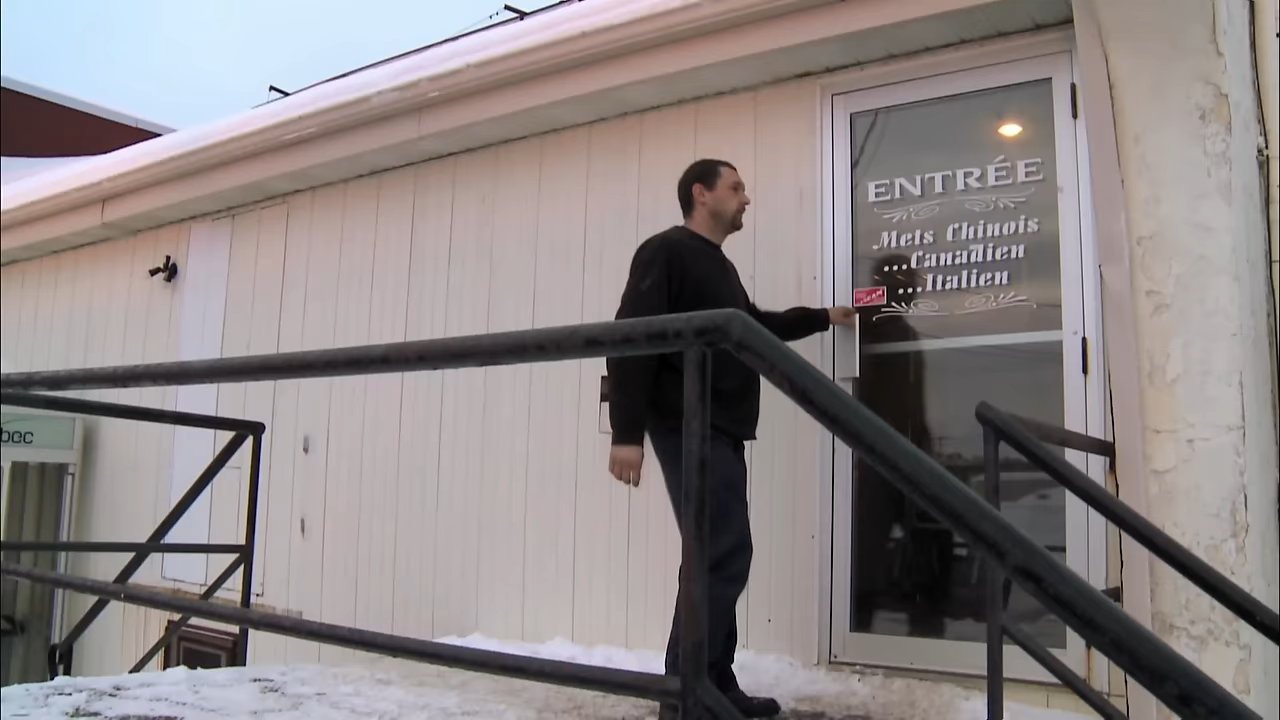 ENTRÉE
Mets Chinois
...Canadien
...Italien
bec